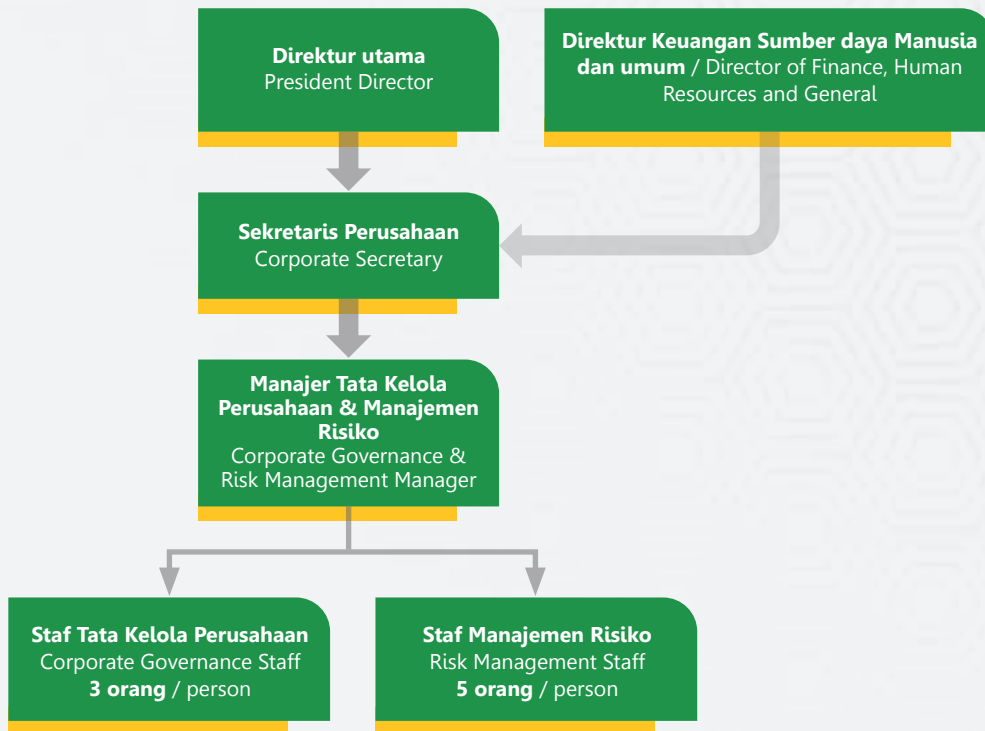 Direktur utama
President Director
Direktur Keuangan Sumber daya Manusia
dan umum / Director of Finance, Human
Resources and General
Sekretaris Perusahaan
Corporate Secretary
Manajer Tata Kelola
Perusahaan & Manajemen
Risiko
Corporate Governance &
Risk Management Manager
Staf Tata Kelola Perusahaan
Corporate Governance Staff
3 orang / person
Staf Manajemen Risiko
Risk Management Staff
5 orang / person